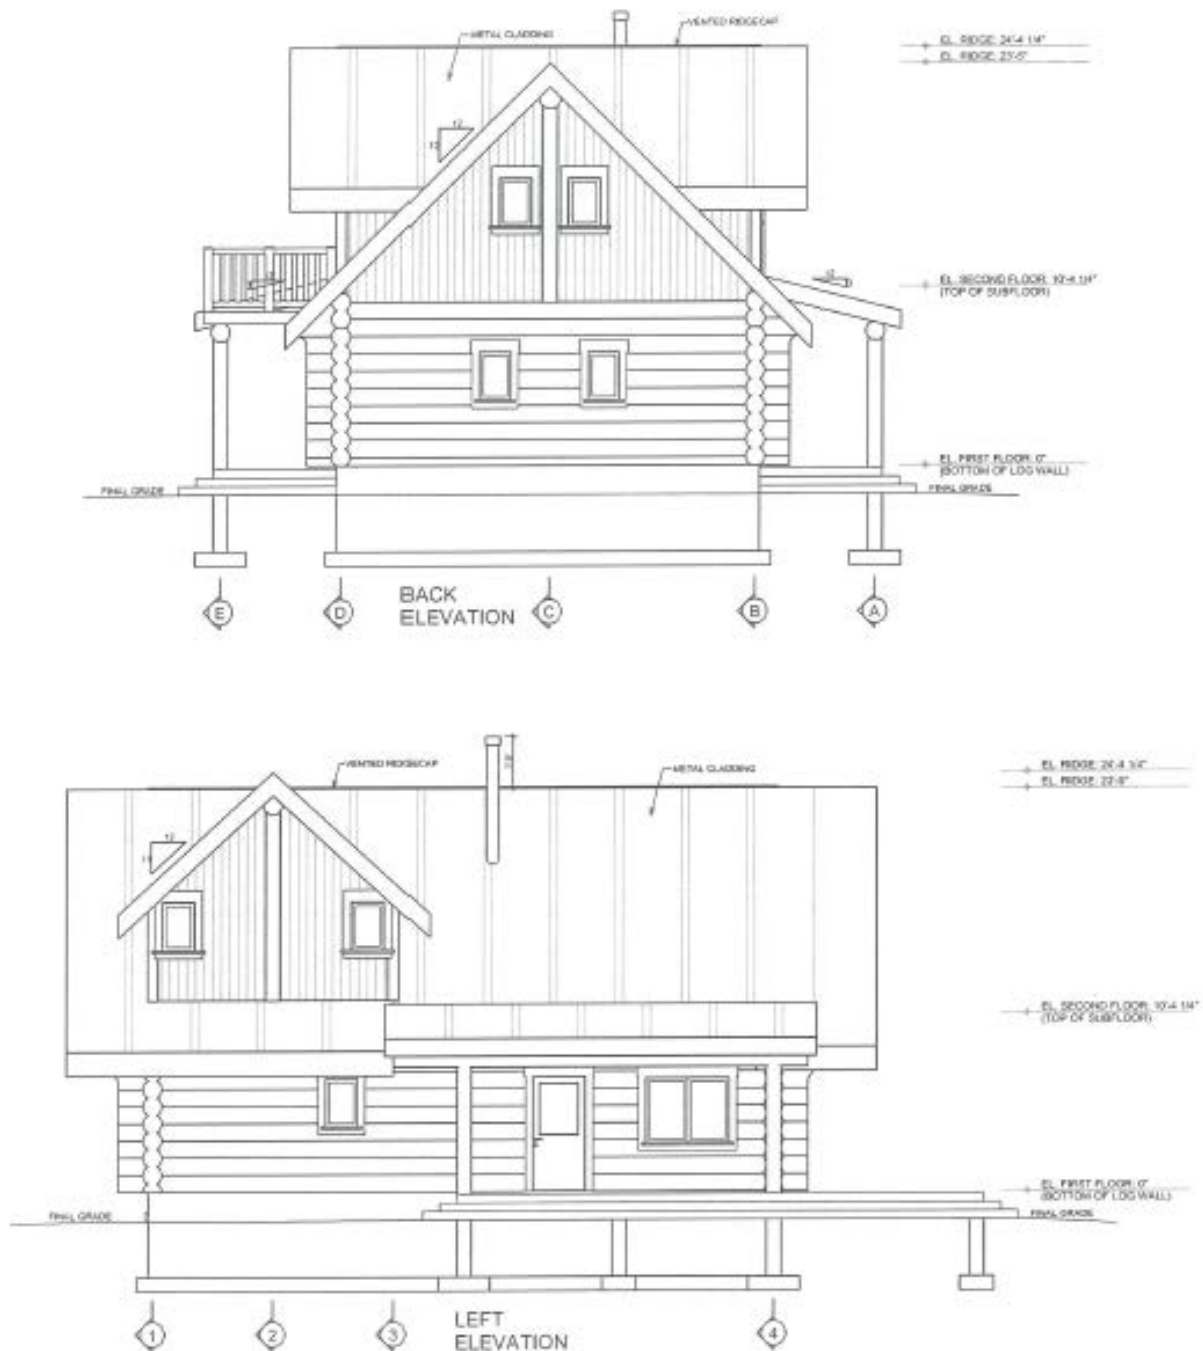 VENTED RIDGECAP
METAL CLADDING
EL. RIDGE: 24'-4 1/4"
EL. RIDGE: 23'-5"
12
12
12
12
EL. SECOND FLOOR: 10'-4 1/4"
(TOP OF SUBFLOOR)
EL. FIRST FLOOR: 0"
(BOTTOM OF LOG WALL)
FINAL GRADE
FINAL GRADE
E
D
BACK
ELEVATION
C
B
A
VENTED RIDGECAP
METAL CLADDING
EL. RIDGE: 24'-4 1/4"
EL. RIDGE:
12
EL. SECOND FLOOR: 10'-4 1/4"
(TOP OF SUBFLOOR)
EL. FIRST FLOOR: 0"
(BOTTOM OF LOG WALL)
FINAL GRADE
FINAL GRADE
1
2
3
LEFT
ELEVATION
4